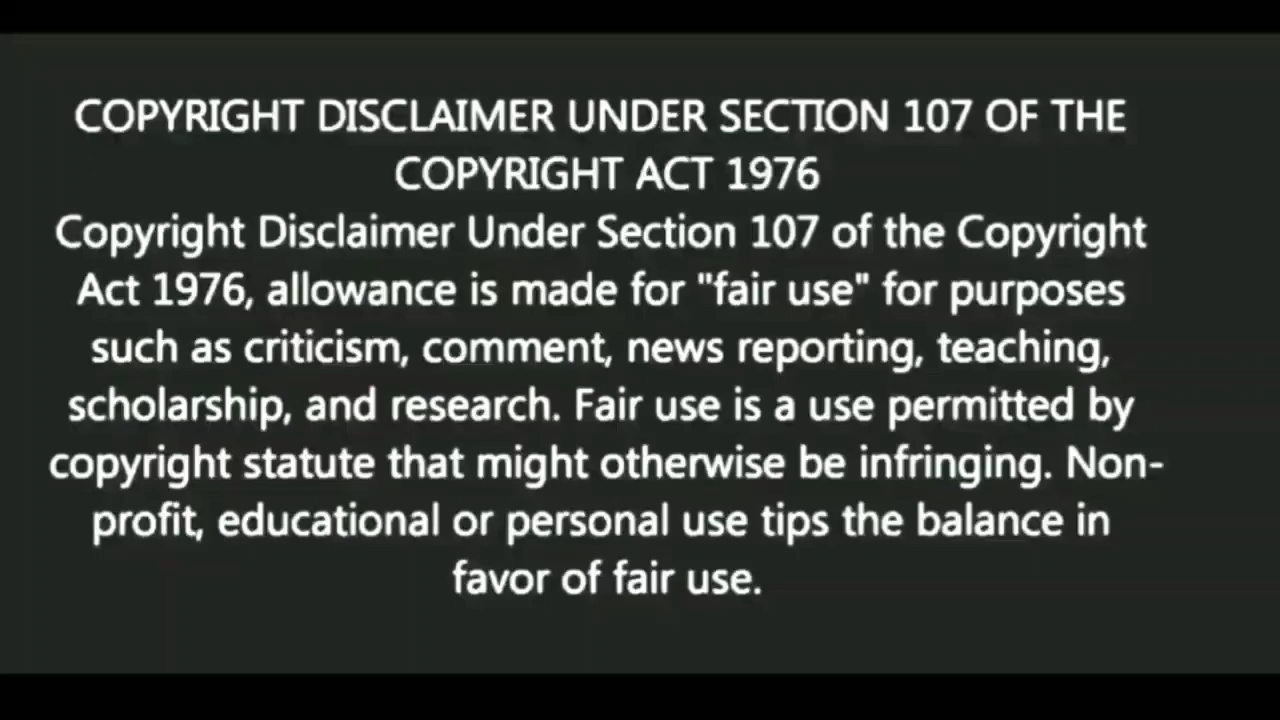 COPYRIGHT DISCLAIMER UNDER SECTION 107 OF THE
COPYRIGHT ACT 1976
Copyright Disclaimer Under Section 107 of the Copyright
Act 1976, allowance is made for "fair use" for purposes
such as criticism, comment, news reporting, teaching,
scholarship, and research. Fair use is a use permitted by
copyright statute that might otherwise be infringing. Non-
profit, educational or personal use tips the balance in
favor of fair use.